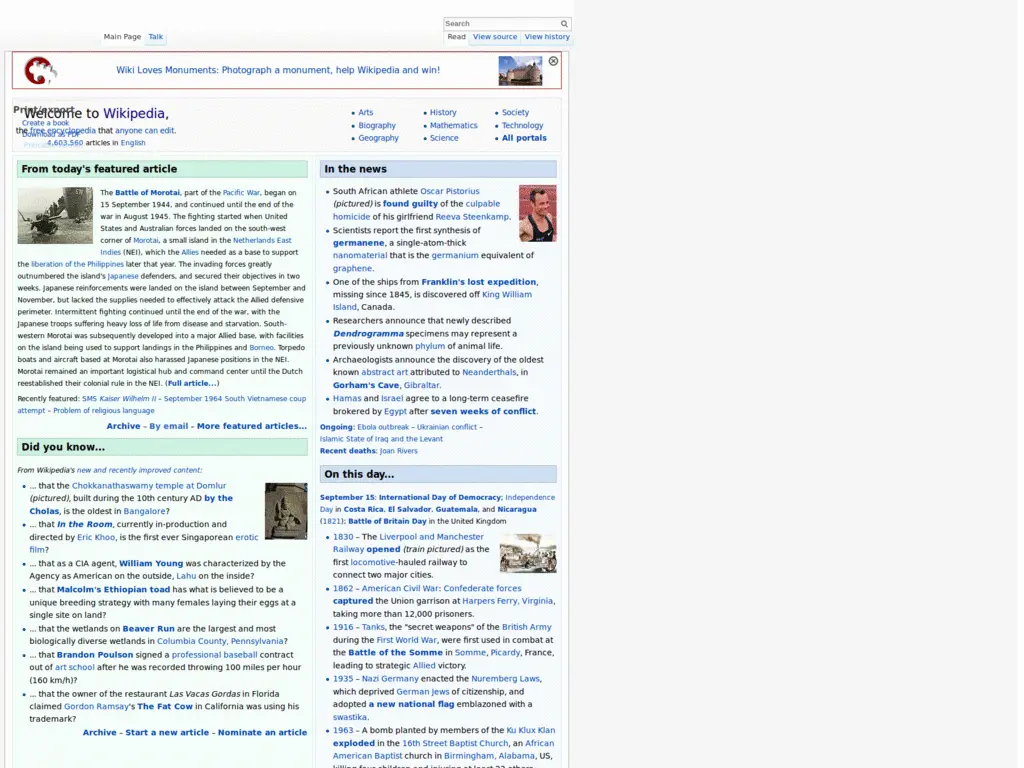 Search
Main Page Talk
Read View source View history
Wiki Loves Monuments: Photograph a monument, help Wikipedia and win!
Print/export
Welcome to Wikipedia,
Create a book
the free encyclopedia that anyone can edit.
Download as PDF
4,603,560 articles in English
Arts
Biography
Geography
History
Mathematics
Science
Society
Technology
All portals
From today's featured article
The Battle of Morotai, part of the Pacific War, began on
15 September 1944, and continued until the end of the
war in August 1945. The fighting started when United
States and Australian forces landed on the south-west
corner of Morotai, a small island in the Netherlands East
Indies (NEI), which the Allies needed as a base to support
the liberation of the Philippines later that year. The invading forces greatly
outnumbered the island's Japanese defenders, and secured their objectives in two
weeks. Japanese reinforcements were landed on the island between September and
November, but lacked the supplies needed to effectively attack the Allied defensive
perimeter. Intermittent fighting continued until the end of the war, with the
Japanese troops suffering heavy loss of life from disease and starvation. South-
western Morotai was subsequently developed into a major Allied base, with facilities
on the island being used to support landings in the Philippines and Borneo. Torpedo
boats and aircraft based at Morotai also harassed Japanese positions in the NEI.
Morotai remained an important logistical hub and command center until the Dutch
reestablished their colonial rule in the NEI. (Full article...)
Recently featured: SMS Kaiser Wilhelm II – September 1964 South Vietnamese coup
attempt – Problem of religious language
Archive – By email – More featured articles...
Did you know...
From Wikipedia's new and recently improved content:
... that the Chokkanathaswamy temple at Domlur
(pictured), built during the 10th century AD by the
Cholas, is the oldest in Bangalore?
... that In the Room, currently in-production and
directed by Eric Khoo, is the first ever Singaporean erotic
film?
... that as a CIA agent, William Young was characterized by the
Agency as American on the outside, Lahu on the inside?
... that Malcolm's Ethiopian toad has what is believed to be a
unique breeding strategy with many females laying their eggs at a
single site on land?
... that the wetlands on Beaver Run are the largest and most
biologically diverse wetlands in Columbia County, Pennsylvania?
... that Brandon Poulson signed a professional baseball contract
out of art school after he was recorded throwing 100 miles per hour
(160 km/h)?
... that the owner of the restaurant Las Vacas Gordas in Florida
claimed Gordon Ramsay's The Fat Cow in California was using his
trademark?
Archive – Start a new article – Nominate an article
In the news
South African athlete Oscar Pistorius
(pictured) is found guilty of the culpable
homicide of his girlfriend Reeva Steenkamp.
Scientists report the first synthesis of
germanene, a single-atom-thick
nanomaterial that is the germanium equivalent of
graphene.
One of the ships from Franklin's lost expedition,
missing since 1845, is discovered off King William
Island, Canada.
Researchers announce that newly described
Dendrogramma specimens may represent a
previously unknown phylum of animal life.
Archaeologists announce the discovery of the oldest
known abstract art attributed to Neanderthals, in
Gorham's Cave, Gibraltar.
Hamas and Israel agree to a long-term ceasefire
brokered by Egypt after seven weeks of conflict.
Ongoing: Ebola outbreak – Ukrainian conflict –
Islamic State of Iraq and the Levant
Recent deaths: Joan Rivers
On this day...
September 15: International Day of Democracy; Independence
Day in Costa Rica, El Salvador, Guatemala, and Nicaragua
(1821); Battle of Britain Day in the United Kingdom
1830 – The Liverpool and Manchester
Railway opened (train pictured) as the
first locomotive-hauled railway to
connect two major cities.
1862 – American Civil War: Confederate forces
captured the Union garrison at Harpers Ferry, Virginia,
taking more than 12,000 prisoners.
1916 – Tanks, the "secret weapons" of the British Army
during the First World War, were first used in combat at
the Battle of the Somme in Somme, Picardy, France,
leading to strategic Allied victory.
1935 – Nazi Germany enacted the Nuremberg Laws,
which deprived German Jews of citizenship, and
adopted a new national flag emblazoned with a
swastika.
1963 – A bomb planted by members of the Ku Klux Klan
exploded in the 16th Street Baptist Church, an African
American Baptist church in Birmingham, Alabama, US,
killing four children and injuring at least 22 others.